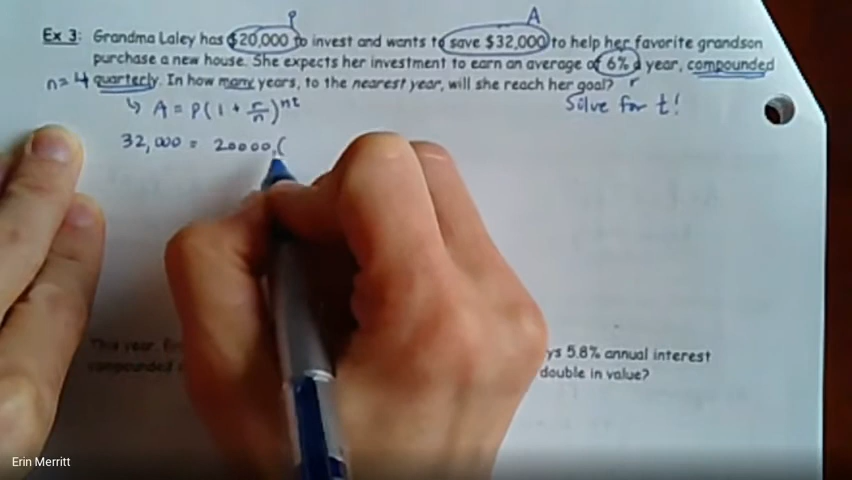 P A
Ex 3: Grandma Laley has $20,000 to invest and wants to save $32,000 to help her favorite grandson
purchase a new house. She expects her investment to earn an average of 6% a year, compounded
n=4 quarterly. In how many years, to the nearest year, will she reach her goal? r
↳ A = P(1 + r/n)^nt Solve for t!
32,000 = 20000(
This year,
ys 5.8% annual interest
compounded
double in value?
Erin Merritt